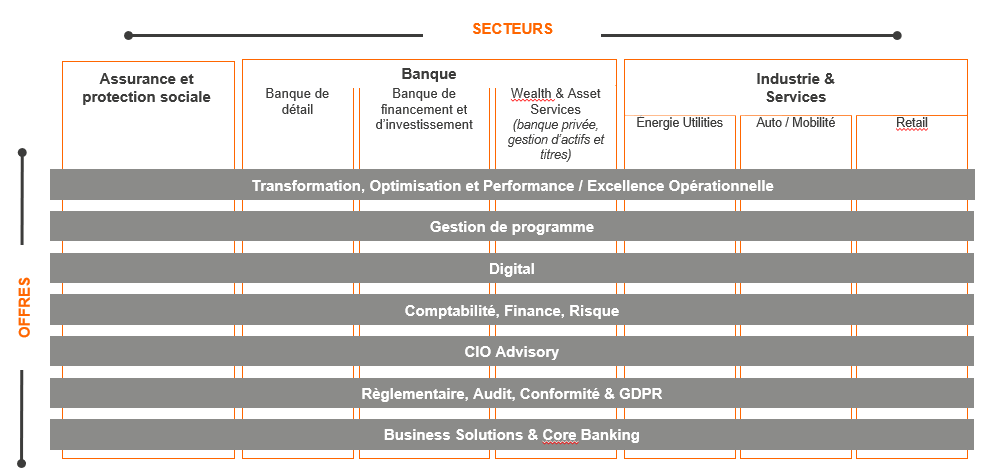 SECTEURS
Assurance et
protection sociale
Banque
Banque de
détail
Banque de
financement et
d'investissement
Wealth & Asset
Services
(banque privée,
gestion d'actifs et
titres)
Industrie &
Services
Energie Utilities
Auto / Mobilité
Retail
OFFRES
Transformation, Optimisation et Performance / Excellence Opérationnelle
Gestion de programme
Digital
Comptabilité, Finance, Risque
CIO Advisory
Règlementaire, Audit, Conformité & GDPR
Business Solutions & Core Banking